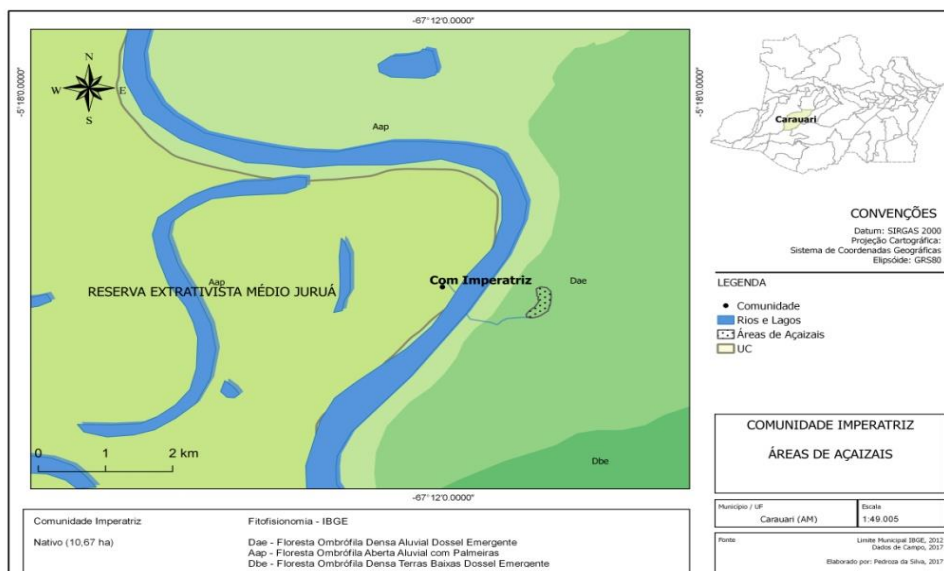 -67°12'0.0000"
-5°18'0.0000"
-5°18'0.0000"
N
W E
S
Aap
Com Imperatriz
Dae
Aap
RESERVA EXTRATIVISTA MÉDIO JURUÁ
0 1 2 km
Dbe
-67°12'0.0000"
Carauari
CONVENÇÕES
Datum: SIRGAS 2000
Projeção Cartográfica:
Sistema de Coordenadas Geográficas
Elipsóide: GRS80
LEGENDA
Comunidade
Rios e Lagos
Áreas de Açaizais
UC
COMUNIDADE IMPERATRIZ
ÁREAS DE AÇAIZAIS
Município / UF
Carauari (AM)
Escala
1:49.005
Fonte
Limite Municipal IBGE, 2012
Dados de Campo, 2017
Elaborado por: Pedroza da Silva, 2017
Comunidade Imperatriz
Nativo (10,67 ha)
Fitofisionomia - IBGE
Dae - Floresta Ombrófila Densa Aluvial Dossel Emergente
Aap - Floresta Ombrófila Aberta Aluvial com Palmeiras
Dbe - Floresta Ombrófila Densa Terras Baixas Dossel Emergente